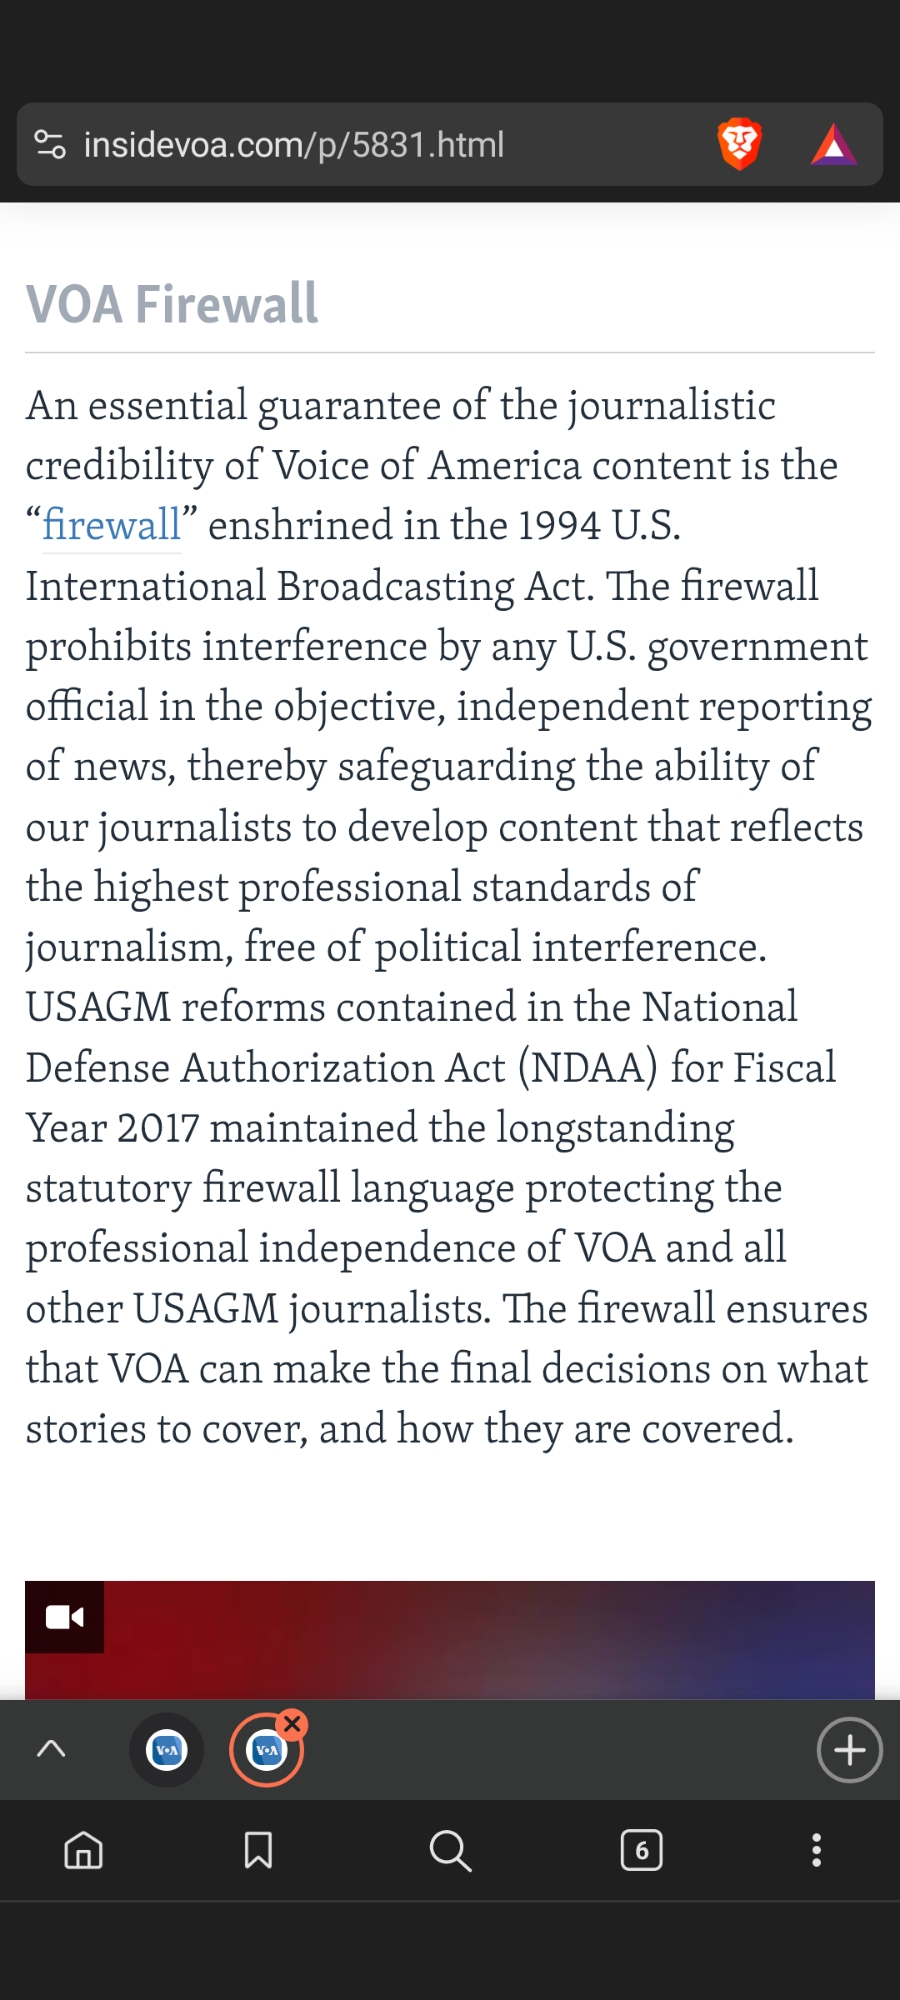 insidevoa.com/p/5831.html
VOA Firewall
An essential guarantee of the journalistic
credibility of Voice of America content is the
“firewall” enshrined in the 1994 U.S.
International Broadcasting Act. The firewall
prohibits interference by any U.S. government
official in the objective, independent reporting
of news, thereby safeguarding the ability of
our journalists to develop content that reflects
the highest professional standards of
journalism, free of political interference.
USAGM reforms contained in the National
Defense Authorization Act (NDAA) for Fiscal
Year 2017 maintained the longstanding
statutory firewall language protecting the
professional independence of VOA and all
other USAGM journalists. The firewall ensures
that VOA can make the final decisions on what
stories to cover, and how they are covered.
VOA VOA
6